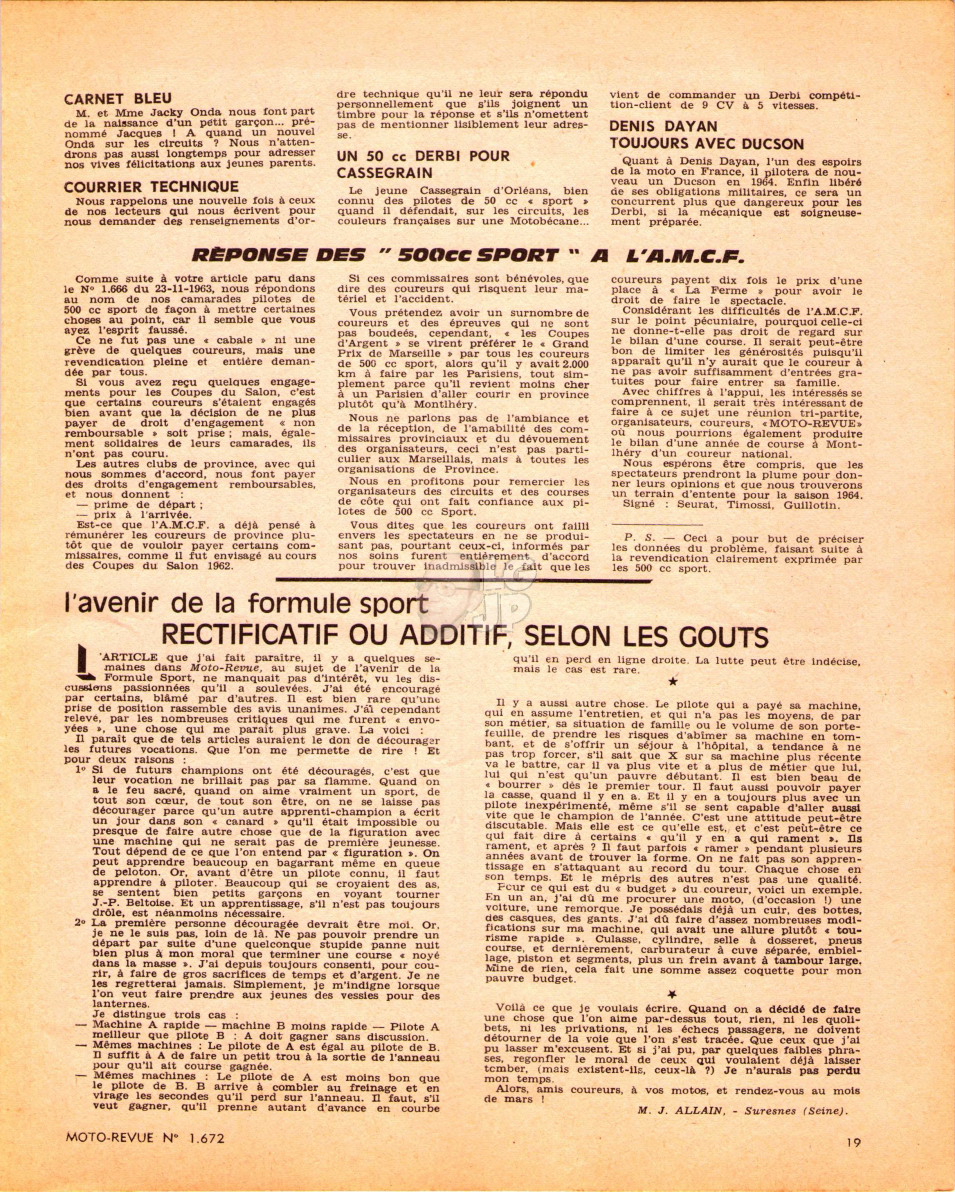 CARNET BLEU
M. et Mme Jacky Onda nous font part
de la naissance d'un petit garçon... pré-
nommé Jacques ! A quand un nouvel
Onda sur les circuits ? Nous n'atten-
drons pas aussi longtemps pour adresser
nos vives félicitations aux jeunes parents.
COURRIER TECHNIQUE
Nous rappelons une nouvelle fois à ceux
de nos lecteurs qui nous écrivent pour
nous demander des renseignements d'or-
dre technique qu'il ne leur sera répondu
personnellement que s'ils joignent un
timbre pour la réponse et s'ils n'omettent
pas de mentionner lisiblement leur adres-
se.
UN 50 cc DERBI POUR
CASSEGRAIN
Le jeune Cassegrain d'Orléans, bien
connu des pilotes de 50 cc « sport »
quand il défendait, sur les circuits, les
couleurs françaises sur une Motobécane...
vient de commander un Derbi compéti-
tion-client de 9 CV à 5 vitesses.
DENIS DAYAN
TOUJOURS AVEC DUCSON
Quant à Denis Dayan, l'un des espoirs
de la moto en France, il pilotera de nou-
veau un Ducson en 1964. Enfin libéré
de ses obligations militaires, ce sera un
concurrent plus que dangereux pour les
Derbi, si la mécanique est soigneuse-
ment préparée.
RÉPONSE DES " 500cc SPORT " A L'A.M.C.F.
Comme suite à votre article paru dans
le N° 1.666 du 23-11-1963, nous répondons
au nom de nos camarades pilotes de
500 cc sport de façon à mettre certaines
choses au point, car il semble que vous
ayez l'esprit faussé.
Ce ne fut pas une « cabale » ni une
grève de quelques coureurs, mais une
revendication pleine et entière deman-
dée par tous.
Si vous avez reçu quelques engage-
ments pour les Coupes du Salon, c'est
que certains coureurs s'étaient engagés
bien avant que la décision de ne plus
payer de droit d'engagement « non
remboursable » soit prise ; mais, égale-
ment solidaires de leurs camarades, ils
n'ont pas couru.
Les autres clubs de province, avec qui
nous sommes d'accord, nous font payer
des droits d'engagement remboursables,
et nous donnent :
— prime de départ ;
— prix à l'arrivée.
Est-ce que l'A.M.C.F. a déjà pensé à
rémunérer les coureurs de province plu-
tôt que de vouloir payer certains com-
missaires, comme il fut envisagé au cours
des Coupes du Salon 1962.
Si ces commissaires sont bénévoles, que
dire des coureurs qui risquent leur ma-
tériel et l'accident.
Vous prétendez avoir un surnombre de
coureurs et des épreuves qui ne sont
pas boudées, cependant, « les Coupes
d'Argent » se virent préférer le « Grand
Prix de Marseille » par tous les coureurs
de 500 cc sport, alors qu'il y avait 2.000
km à faire par les Parisiens, tout sim-
plement parce qu'il revient moins cher
à un Parisien d'aller courir en province
plutôt qu'à Montlhéry.
Nous ne parlons pas de l'ambiance et
de la réception, de l'amabilité des com-
missaires provinciaux et du dévouement
des organisateurs, ceci n'est pas parti-
culier aux Marseillais, mais à toutes les
organisations de Province.
Nous en profitons pour remercier les
organisateurs des circuits et des courses
de côte qui ont fait confiance aux pi-
lotes de 500 cc Sport.
Vous dites que les coureurs ont failli
envers les spectateurs en ne se produi-
sant pas, pourtant ceux-ci, informés par
nos soins furent entièrement d'accord
pour trouver inadmissible le fait que les
coureurs payent dix fois le prix d'une
place à « La Ferme » pour avoir le
droit de faire le spectacle.
Considérant les difficultés de l'A.M.C.F.
sur le point pécuniaire, pourquoi celle-ci
ne donne-t-elle pas droit de regard sur
le bilan d'une course. Il serait peut-être
bon de limiter les générosités puisqu'il
apparaît qu'il n'y aurait que le coureur à
ne pas avoir suffisamment d'entrées gra-
tuites pour faire entrer sa famille.
Avec chiffres à l'appui, les intéressés se
comprennent, il serait très intéressant de
faire à ce sujet une réunion tri-partite,
organisateurs, coureurs, « MOTO-REVUE»
où nous pourrions également produire
le bilan d'une année de course à Mont-
lhéry d'un coureur national.
Nous espérons être compris, que les
spectateurs prendront la plume pour don-
ner leurs opinions et que nous trouverons
un terrain d'entente pour la saison 1964.
Signé : Seurat, Timossi, Guillotin.
P. S. — Ceci a pour but de préciser
les données du problème, faisant suite à
la revendication clairement exprimée par
les 500 cc sport.
LG
JP
l'avenir de la formule sport
RECTIFICATIF OU ADDITIF, SELON LES GOUTS
L'ARTICLE que j'ai fait paraître, il y a quelques se-
maines dans Moto-Revue, au sujet de l'avenir de la
Formule Sport, ne manquait pas d'intérêt, vu les dis-
cussions passionnées qu'il a soulevées. J'ai été encouragé
par certains, blâmé par d'autres. Il est bien rare qu'une
prise de position rassemble des avis unanimes. J'ai cependant
relevé, par les nombreuses critiques qui me furent « envo-
yées », une chose qui me paraît plus grave. La voici :
Il paraît que de tels articles auraient le don de décourager
les futures vocations. Que l'on me permette de rire ! Et
pour deux raisons :
1° Si de futurs champions ont été découragés, c'est que
leur vocation ne brillait pas par sa flamme. Quand on
a le feu sacré, quand on aime vraiment un sport, de
tout son cœur, de tout son être, on ne se laisse pas
décourager parce qu'un autre apprenti-champion a écrit
un jour dans son « canard » qu'il était impossible ou
presque de faire autre chose que de la figuration avec
une machine qui ne serait pas de première jeunesse.
Tout dépend de ce que l'on entend par « figuration ». On
peut apprendre beaucoup en bagarrant même en queue
de peloton. Or, avant d'être un pilote connu, il faut
apprendre à piloter. Beaucoup qui se croyaient des as,
se sentent bien petits garçons en voyant tourner
J.-P. Beltoise. Et un apprentissage, s'il n'est pas toujours
drôle, est néanmoins nécessaire.
2° La première personne découragée devrait être moi. Or,
je ne le suis pas, loin de là. Ne pas pouvoir prendre un
départ par suite d'une quelconque stupide panne nuit
bien plus à mon moral que terminer une course « noyé
dans la masse ». J'ai depuis toujours consenti, pour cou-
rir, à faire de gros sacrifices de temps et d'argent. Je ne
les regretterai jamais. Simplement, je m'indigne lorsque
l'on veut faire prendre aux jeunes des vessies pour des
lanternes.
Je distingue trois cas :
— Machine A rapide — machine B moins rapide — Pilote A
meilleur que pilote B : A doit gagner sans discussion.
— Mêmes machines : Le pilote de A est égal au pilote de B.
Il suffit à A de faire un petit trou à la sortie de l'anneau
pour qu'il ait course gagnée.
— Mêmes machines : Le pilote de A est moins bon que
le pilote de B. B arrive à combler au freinage et en
virage les secondes qu'il perd sur l'anneau. Il faut, s'il
veut gagner, qu'il prenne autant d'avance en courbe
qu'il en perd en ligne droite. La lutte peut être indécise,
mais le cas est rare.
★
Il y a aussi autre chose. Le pilote qui a payé sa machine,
qui en assume l'entretien, et qui n'a pas les moyens, de par
son métier, sa situation de famille ou le volume de son porte-
feuille, de prendre les risques d'abîmer sa machine en tom-
bant, et de s'offrir un séjour à l'hôpital, a tendance à ne
pas trop forcer, s'il sait que X sur sa machine plus récente
va le battre, car il va plus vite et a plus de métier que lui,
lui qui n'est qu'un pauvre débutant. Il est bien beau de
« bourrer » dès le premier tour. Il faut aussi pouvoir payer
la casse, quand il y en a. Et il y en a toujours plus avec un
pilote inexpérimenté, même s'il se sent capable d'aller aussi
vite que le champion de l'année. C'est une attitude peut-être
discutable. Mais elle est ce qu'elle est, et c'est peùt-être ce
qui fait dire à certains « qu'il y en a qui rament ». Ils
rament, et après ? Il faut parfois « ramer » pendant plusieurs
années avant de trouver la forme. On ne fait pas son appren-
tissage en s'attaquant au record du tour. Chaque chose en
son temps. Et le mépris des autres n'est pas une qualité.
Pour ce qui est du « budget » du coureur, voici un exemple.
En un an, j'ai dû me procurer une moto, (d'occasion !) une
voiture, une remorque. Je possédais déjà un cuir, des bottes,
des casques, des gants. J'ai dû faire d'assez nombreuses modi-
fications sur ma machine, qui avait une allure plutôt « tou-
risme rapide ». Culasse, cylindre, selle à dosseret, pneus
course, et dernièrement, carburateur à cuve séparée, embiel-
lage, piston et segments, plus un frein avant à tambour large,
Mine de rien, cela fait une somme assez coquette pour mon
pauvre budget.
★
Voilà ce que je voulais écrire. Quand on a décidé de faire
une chose que l'on aime par-dessus tout, rien, ni les quoli-
bets, ni les privations, ni les échecs passagers, ne doivent
détourner de la voie que l'on s'est tracée. Que ceux que j'ai
pu lasser m'excusent. Et si j'ai pu, par quelques faibles phra-
ses, regonfler le moral de ceux qui voulaient déjà laisser
tomber, (mais existent-ils, ceux-là ?) Je n'aurais pas perdu
mon temps.
Alors, amis coureurs, à vos motos, et rendez-vous au mois
de mars !
M. J. ALLAIN, - Suresnes (Seine).
MOTO-REVUE N° 1.672
19